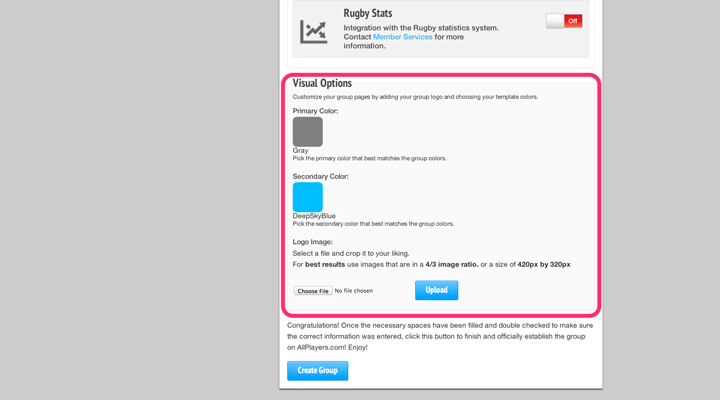 Rugby Stats
Integration with the Rugby statistics system.
Contact Member Services for more
information.
Off
Visual Options
Customize your group pages by adding your group logo and choosing your template colors.
Primary Color:
Gray
Pick the primary color that best matches the group colors.
Secondary Color:
DeepSkyBlue
Pick the secondary color that best matches the group colors.
Logo Image:
Select a file and crop it to your liking.
For best results use images that are in a 4/3 image ratio. or a size of 420px by 320px
Choose File No file chosen
Upload
Congratulations! Once the necessary spaces have been filled and double checked to make sure
the correct information was entered, click this button to finish and officially establish the group
on AllPlayers.com! Enjoy!
Create Group